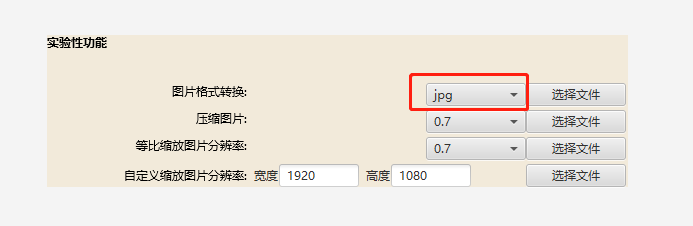 实验性功能
图片格式转换: jpg 选择文件
压缩图片: 0.7 选择文件
等比缩放图片分辨率: 0.7 选择文件
自定义缩放图片分辨率: 宽度 1920 高度 1080 选择文件